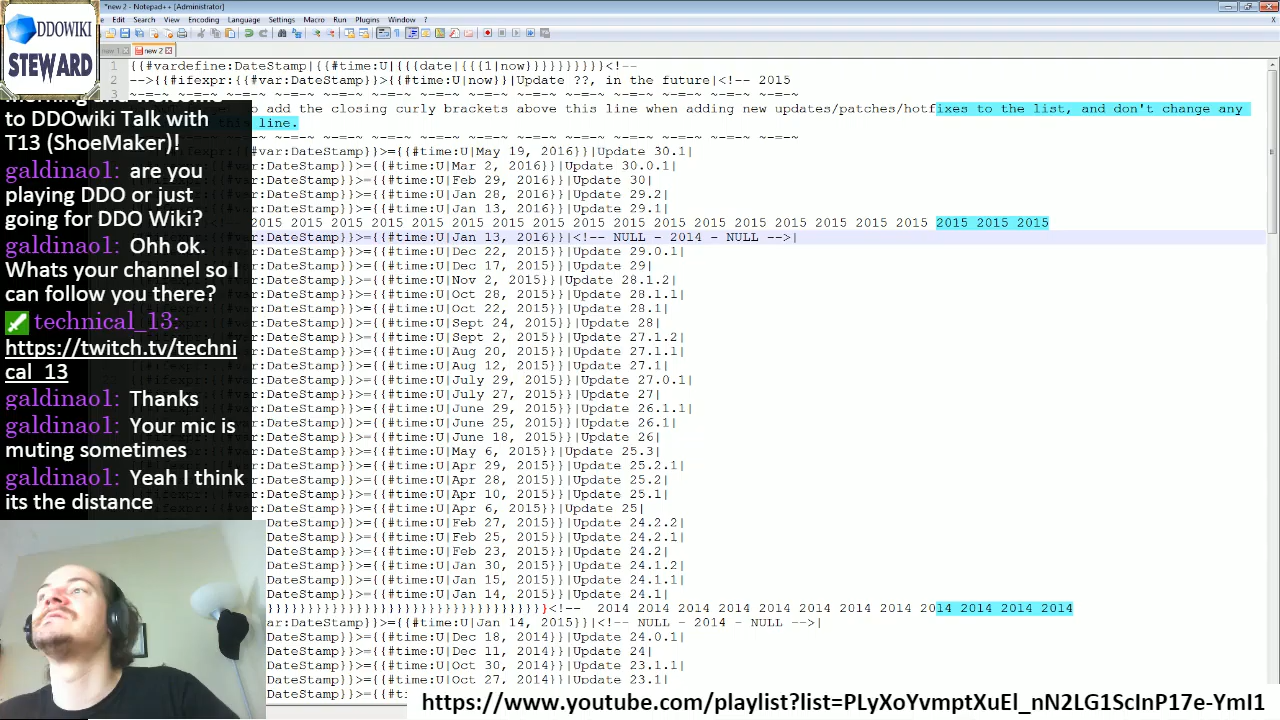 *new 2 - Notepad++ [Administrator]
Edit Search View Encoding Language Settings Macro Run Plugins Window ?
new 1 new 2
DDOWIKI
STEWARD
morning and welcome
to DDOwiki Talk with
T13 (ShoeMaker)!
galdinao1: are you
playing DDO or just
going for DDO Wiki?
galdinao1: Ohh ok.
Whats your channel so I
can follow you there?
technical_13:
https://twitch.tv/techni
cal_13
galdinao1: Thanks
galdinao1: Your mic is
muting sometimes
galdinao1: Yeah I think
its the distance
1 {{#vardefine:DateStamp|{{#time:U|{{{date|{{{1|now}}}}}}}}}}<!--
2 -->{{#ifexpr:{{#var:DateStamp}}>{{#time:U|now}}|Update ??, in the future|<!-- 2015
3 ~-=-~ ~-=-~ ~-=-~ ~-=-~ ~-=-~ ~-=-~ ~-=-~ ~-=-~ ~-=-~ ~-=-~ ~-=-~ ~-=-~ ~-=-~ ~-=-~
to add the closing curly brackets above this line when adding new updates/patches/hotfixes to the list, and don't change any
this line.
~-=-~ ~-=-~ ~-=-~ ~-=-~ ~-=-~ ~-=-~ ~-=-~ ~-=-~ ~-=-~ ~-=-~ ~-=-~
ifexpr:{{#var:DateStamp}}>={{#time:U|May 19, 2016}}|Update 30.1|
var:DateStamp}}>={{#time:U|Mar 2, 2016}}|Update 30.0.1|
var:DateStamp}}>={{#time:U|Feb 29, 2016}}|Update 30|
var:DateStamp}}>={{#time:U|Jan 28, 2016}}|Update 29.2|
var:DateStamp}}>={{#time:U|Jan 13, 2016}}|Update 29.1|
2015 2015 2015 2015 2015 2015 2015 2015 2015 2015 2015 2015 2015 2015 2015 2015 2015 2015 2015 2015
var:DateStamp}}>={{#time:U|Jan 13, 2016}}|<!-- NULL - 2014 - NULL -->|
DateStamp}}>={{#time:U|Dec 22, 2015}}|Update 29.0.1|
DateStamp}}>={{#time:U|Dec 17, 2015}}|Update 29|
DateStamp}}>={{#time:U|Nov 2, 2015}}|Update 28.1.2|
DateStamp}}>={{#time:U|Oct 28, 2015}}|Update 28.1.1|
DateStamp}}>={{#time:U|Oct 22, 2015}}|Update 28.1|
DateStamp}}>={{#time:U|Sept 24, 2015}}|Update 28|
DateStamp}}>={{#time:U|Sept 2, 2015}}|Update 27.1.2|
DateStamp}}>={{#time:U|Aug 20, 2015}}|Update 27.1.1|
DateStamp}}>={{#time:U|Aug 12, 2015}}|Update 27.1|
DateStamp}}>={{#time:U|July 29, 2015}}|Update 27.0.1|
DateStamp}}>={{#time:U|July 27, 2015}}|Update 27|
DateStamp}}>={{#time:U|June 29, 2015}}|Update 26.1.1|
DateStamp}}>={{#time:U|June 25, 2015}}|Update 26.1|
DateStamp}}>={{#time:U|June 18, 2015}}|Update 26|
DateStamp}}>={{#time:U|May 6, 2015}}|Update 25.3|
DateStamp}}>={{#time:U|Apr 29, 2015}}|Update 25.2.1|
DateStamp}}>={{#time:U|Apr 28, 2015}}|Update 25.2|
DateStamp}}>={{#time:U|Apr 10, 2015}}|Update 25.1|
DateStamp}}>={{#time:U|Apr 6, 2015}}|Update 25|
DateStamp}}>={{#time:U|Feb 27, 2015}}|Update 24.2.2|
DateStamp}}>={{#time:U|Feb 25, 2015}}|Update 24.2.1|
DateStamp}}>={{#time:U|Feb 23, 2015}}|Update 24.2|
DateStamp}}>={{#time:U|Jan 30, 2015}}|Update 24.1.2|
DateStamp}}>={{#time:U|Jan 15, 2015}}|Update 24.1.1|
DateStamp}}>={{#time:U|Jan 14, 2015}}|Update 24.1|
}}}}}}}}}}}}}}}}}}}}}}}}}}}}}}}}}}}<!-- 2014 2014 2014 2014 2014 2014 2014 2014 2014 2014 2014 2014
ar:DateStamp}}>={{#time:U|Jan 14, 2015}}|<!-- NULL - 2014 - NULL -->|
DateStamp}}>={{#time:U|Dec 18, 2014}}|Update 24.0.1|
DateStamp}}>={{#time:U|Dec 11, 2014}}|Update 24|
DateStamp}}>={{#time:U|Oct 30, 2014}}|Update 23.1.1|
DateStamp}}>={{#time:U|Oct 27, 2014}}|Update 23.1|
DateStamp}}>={{#t
https://www.youtube.com/playlist?list=PLyXoYvmptXuEl_nN2LG1ScInP17e-YmI1